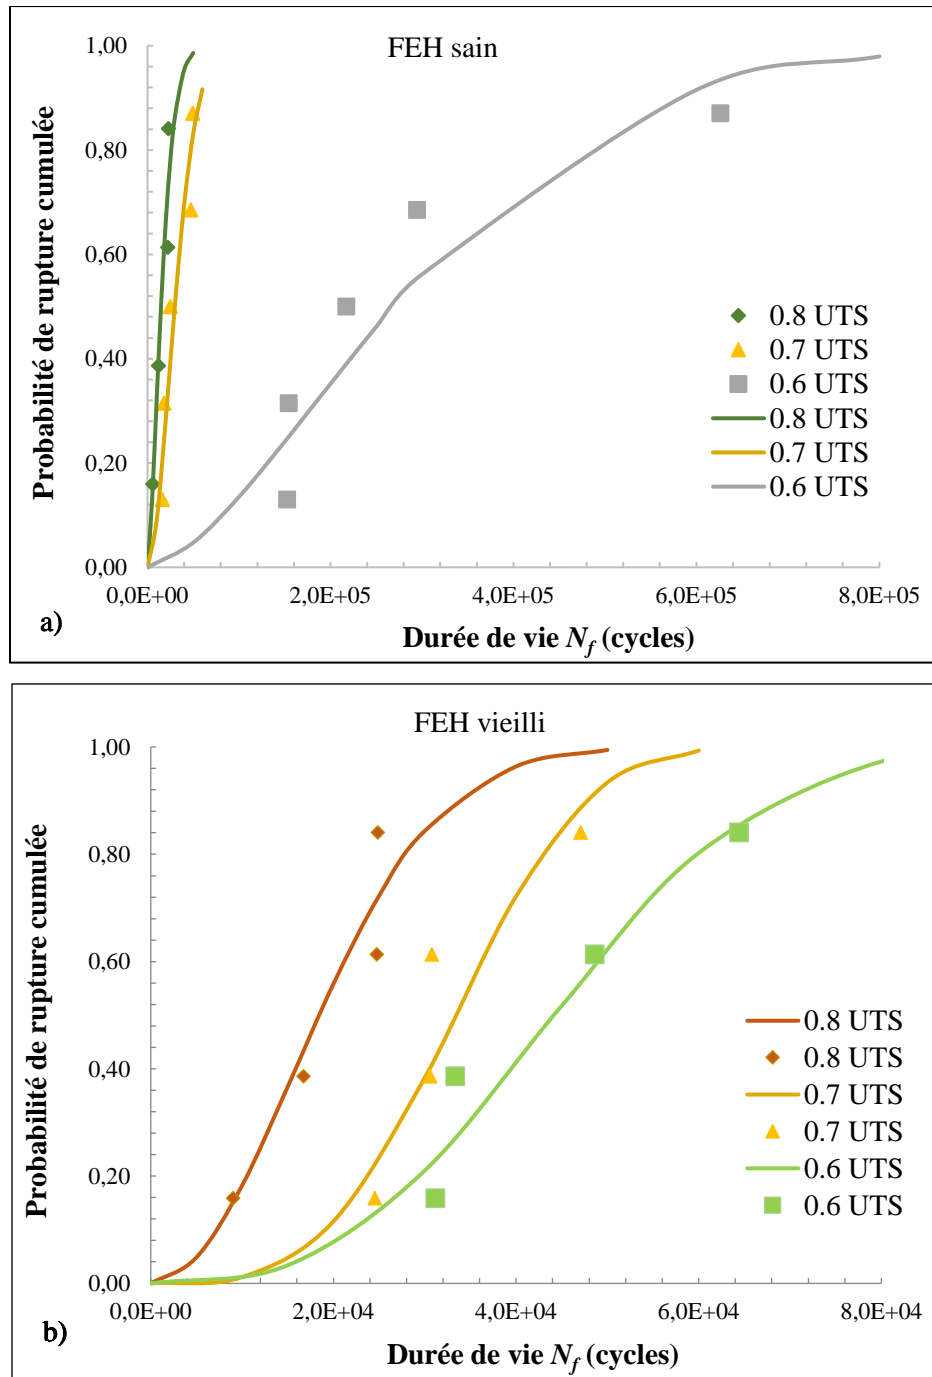 FEH sain
1,00
0,80
0,60
0,40
0,20
0,00
Probabilité de rupture cumulée
0.8 UTS
0.7 UTS
0.6 UTS
0.8 UTS
0.7 UTS
0.6 UTS
0,0E+00 2,0E+05 4,0E+05 6,0E+05 8,0E+05
a)
Durée de vie N_f (cycles)
FEH vieilli
1,00
0,80
0,60
0,40
0,20
0,00
Probabilité de rupture cumulée
0.8 UTS
0.8 UTS
0.7 UTS
0.7 UTS
0.6 UTS
0.6 UTS
0,0E+00 2,0E+04 4,0E+04 6,0E+04 8,0E+04
b)
Durée de vie N_f (cycles)